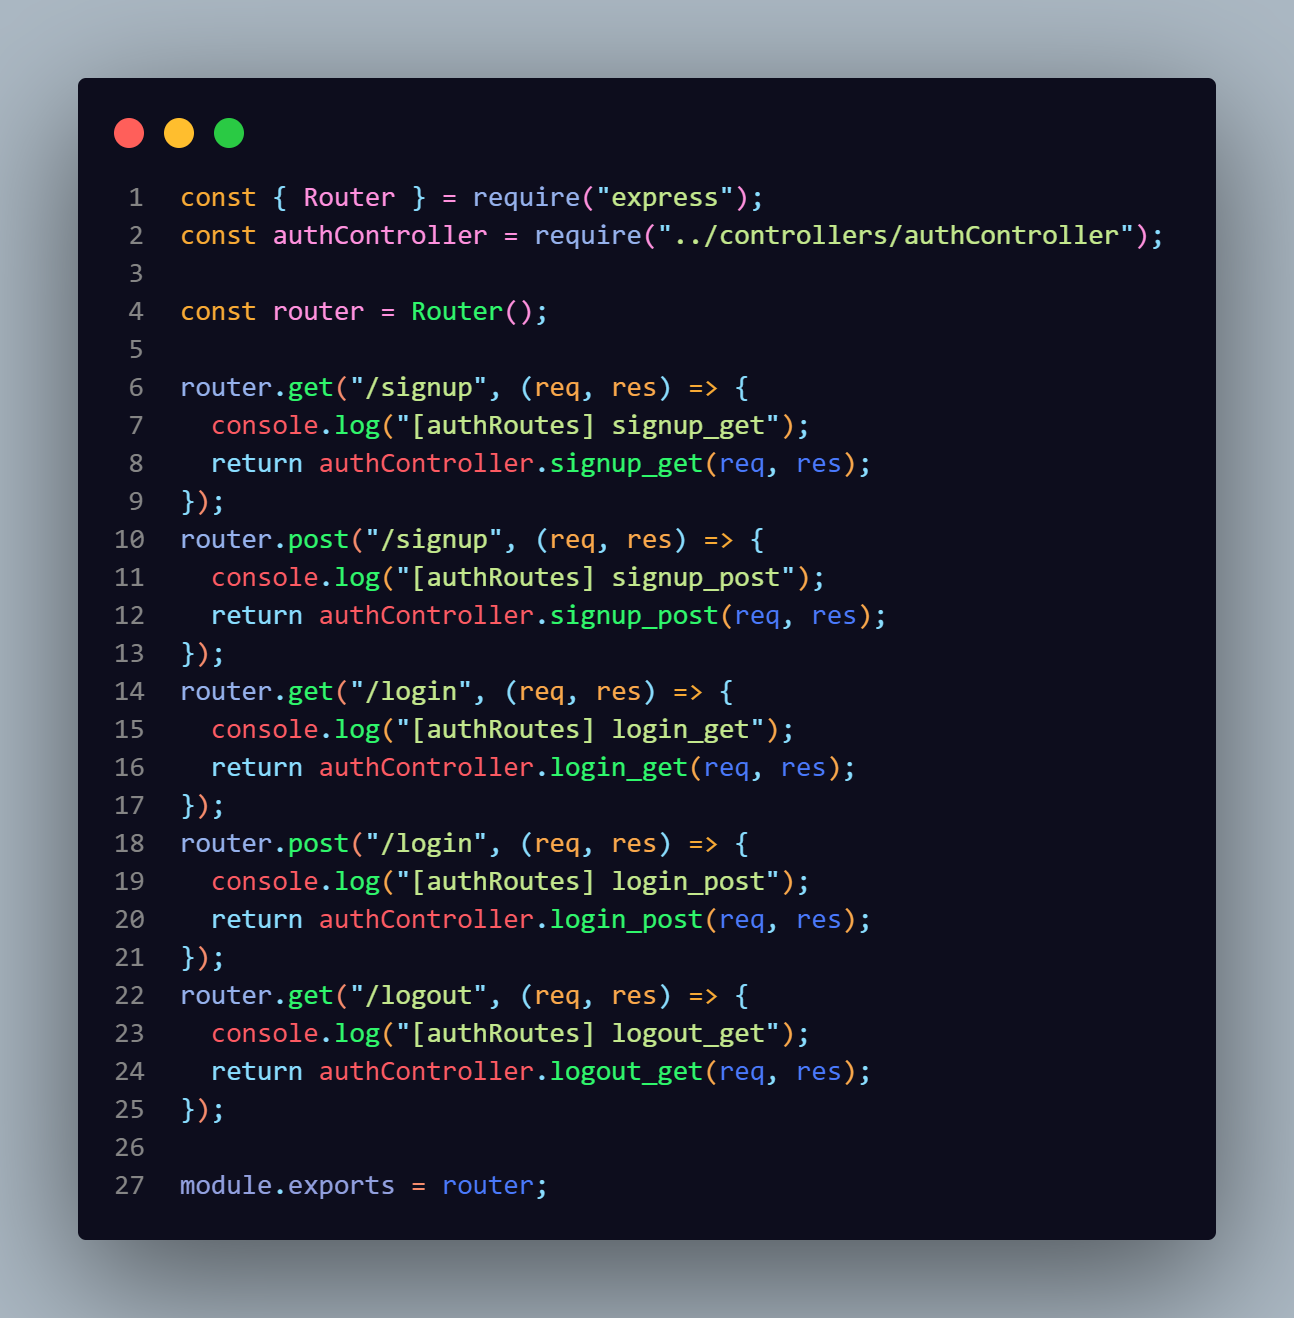 1 const { Router } = require("express");
2 const authController = require("../controllers/authController");
3
4 const router = Router();
5
6 router.get("/signup", (req, res) => {
7   console.log("[authRoutes] signup_get");
8   return authController.signup_get(req, res);
9 });
10 router.post("/signup", (req, res) => {
11   console.log("[authRoutes] signup_post");
12   return authController.signup_post(req, res);
13 });
14 router.get("/login", (req, res) => {
15   console.log("[authRoutes] login_get");
16   return authController.login_get(req, res);
17 });
18 router.post("/login", (req, res) => {
19   console.log("[authRoutes] login_post");
20   return authController.login_post(req, res);
21 });
22 router.get("/logout", (req, res) => {
23   console.log("[authRoutes] logout_get");
24   return authController.logout_get(req, res);
25 });
26
27 module.exports = router;